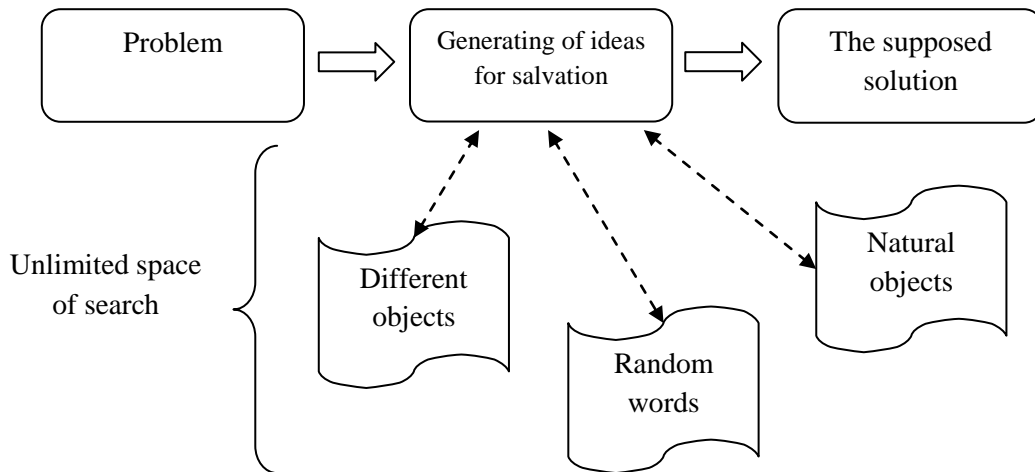 Problem
Generating of ideas
for salvation
The supposed
solution
Unlimited space
of search
Different
objects
Random
words
Natural
objects